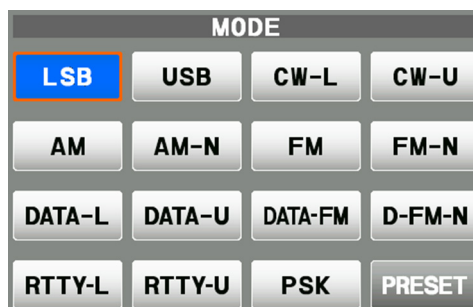 MODE
LSB USB CW-L CW-U
AM AM-N FM FM-N
DATA-L DATA-U DATA-FM D-FM-N
RTTY-L RTTY-U PSK PRESET